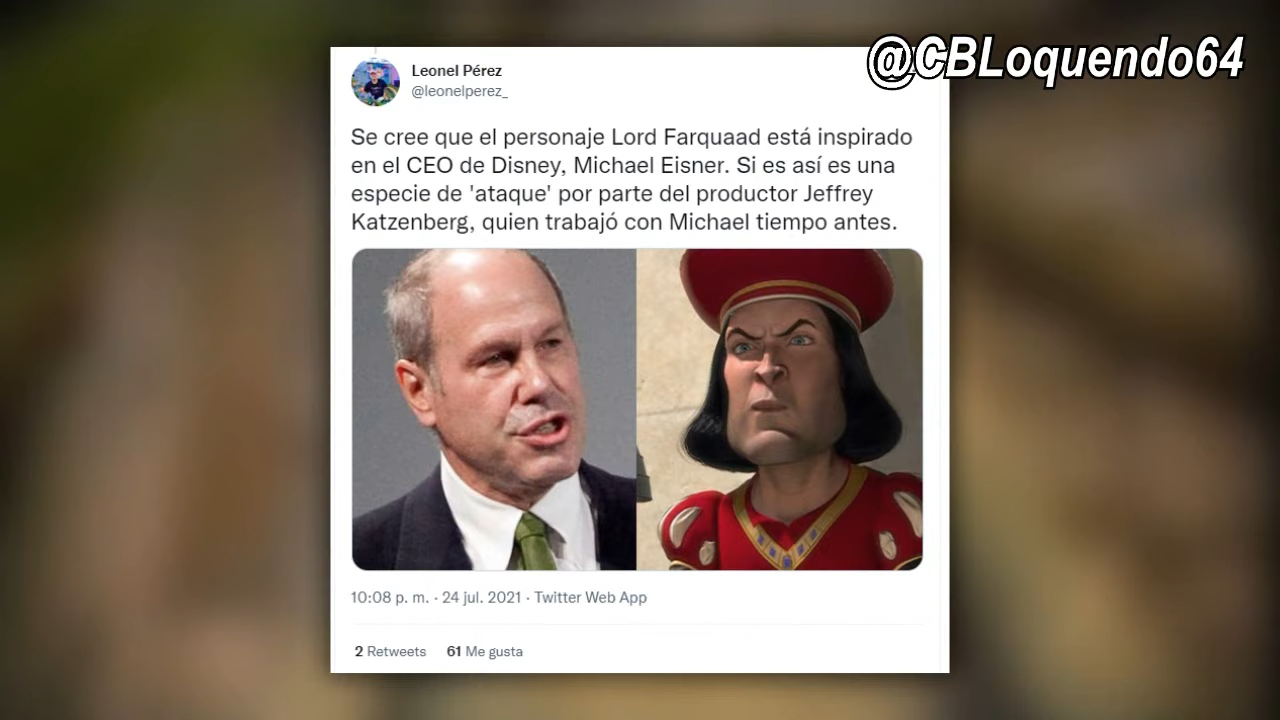 @CBLoquendo64
Leonel Pérez
@leonelperez_
Se cree que el personaje Lord Farquaad está inspirado
en el CEO de Disney, Michael Eisner. Si es así es una
especie de 'ataque' por parte del productor Jeffrey
Katzenberg, quien trabajó con Michael tiempo antes.
10:08 p. m. · 24 jul. 2021 · Twitter Web App
2 Retweets 61 Me gusta